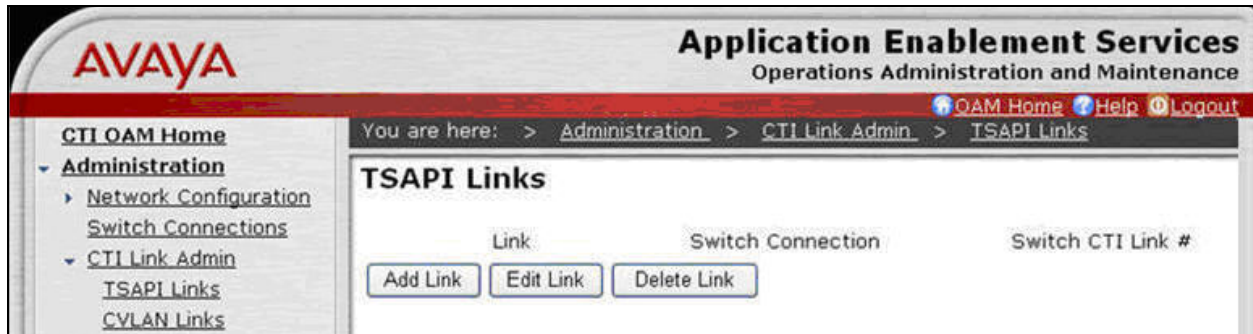 AVAYA
Application Enablement Services
Operations Administration and Maintenance
OAM Home Help Logout
CTI OAM Home
Administration
Network Configuration
Switch Connections
CTI Link Admin
TSAPI Links
CVLAN Links
You are here: > Administration > CTI Link Admin > TSAPI Links
TSAPI Links
Link Switch Connection Switch CTI Link #
Add Link Edit Link Delete Link